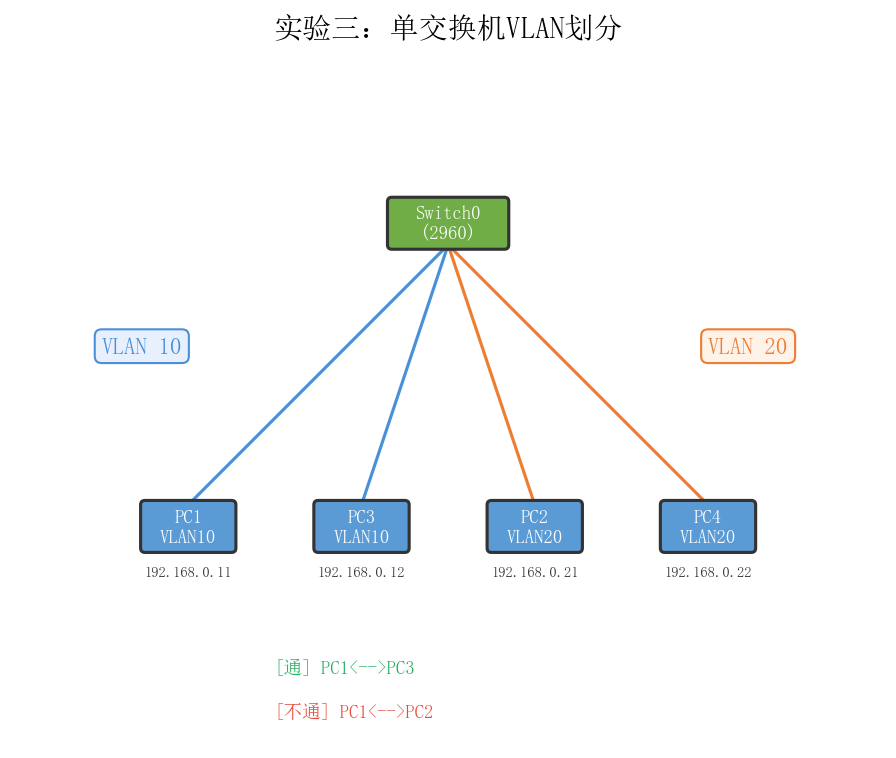 实验三：单交换机VLAN划分
Switch0
(2960)
VLAN 10
VLAN 20
PC1
VLAN10
PC3
VLAN10
PC2
VLAN20
PC4
VLAN20
192.168.0.11
192.168.0.12
192.168.0.21
192.168.0.22
[通] PC1<-->PC3
[不通] PC1<-->PC2